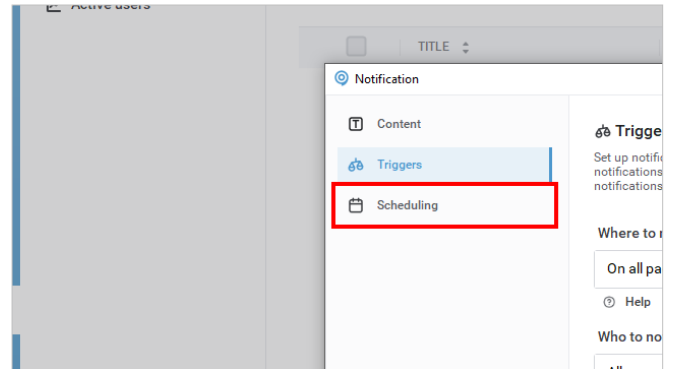 Active users
TITLE
Notification
Content
Triggers
Scheduling
Trigge
Set up notifi
notifications
notifications
Where to
On all pa
Help
Who to no